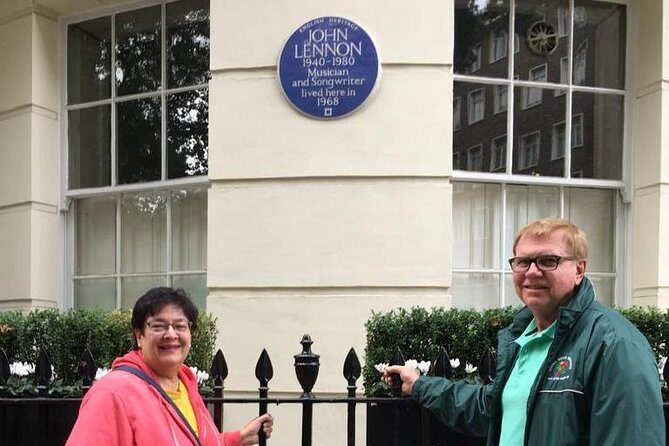 ENGLISH HERITAGE
JOHN
LENNON
1940-1980
Musician
and Songwriter
lived here in
1968